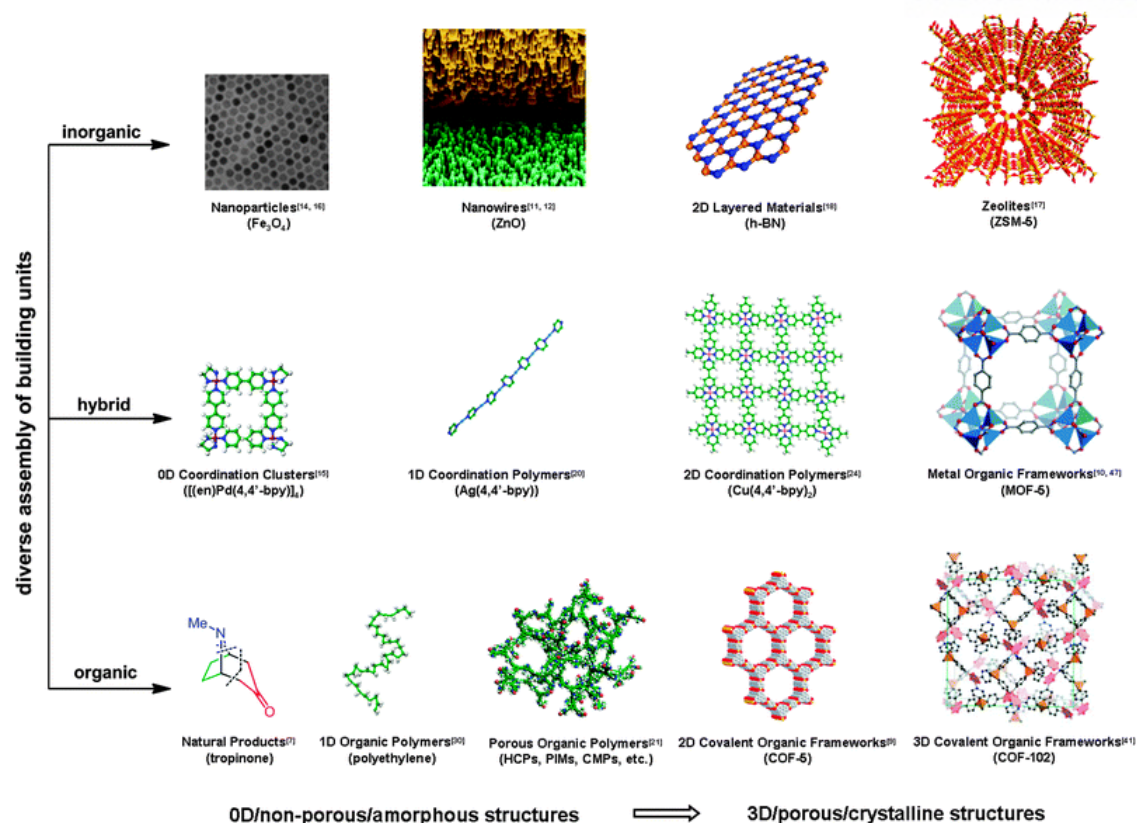 diverse assembly of building units
inorganic
Nanoparticles[14, 16]
(Fe₃O₄)
Nanowires[11, 12]
(ZnO)
2D Layered Materials[18]
(h-BN)
Zeolites[17]
(ZSM-5)
hybrid
0D Coordination Clusters[15]
([(en)Pd(4,4'-bpy)]₄)
1D Coordination Polymers[20]
(Ag(4,4'-bpy))
2D Coordination Polymers[24]
(Cu(4,4'-bpy)₂)
Metal Organic Frameworks[10, 47]
(MOF-5)
organic
Me
N
O
Natural Products[7]
(tropinone)
1D Organic Polymers[30]
(polyethylene)
Porous Organic Polymers[21]
(HCPs, PIMs, CMPs, etc.)
2D Covalent Organic Frameworks[9]
(COF-5)
3D Covalent Organic Frameworks[41]
(COF-102)
0D/non-porous/amorphous structures
3D/porous/crystalline structures